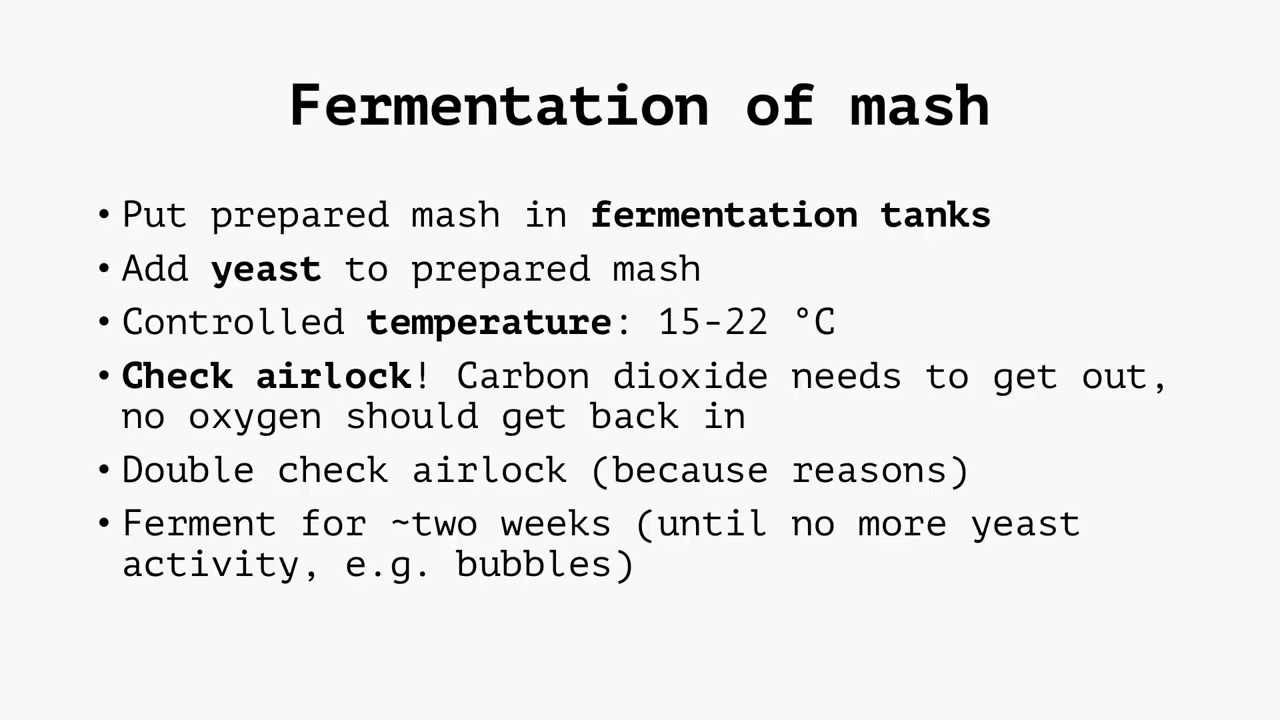 Fermentation of mash
• Put prepared mash in fermentation tanks
• Add yeast to prepared mash
• Controlled temperature: 15-22 °C
• Check airlock! Carbon dioxide needs to get out,
no oxygen should get back in
• Double check airlock (because reasons)
• Ferment for ~two weeks (until no more yeast
activity, e.g. bubbles)